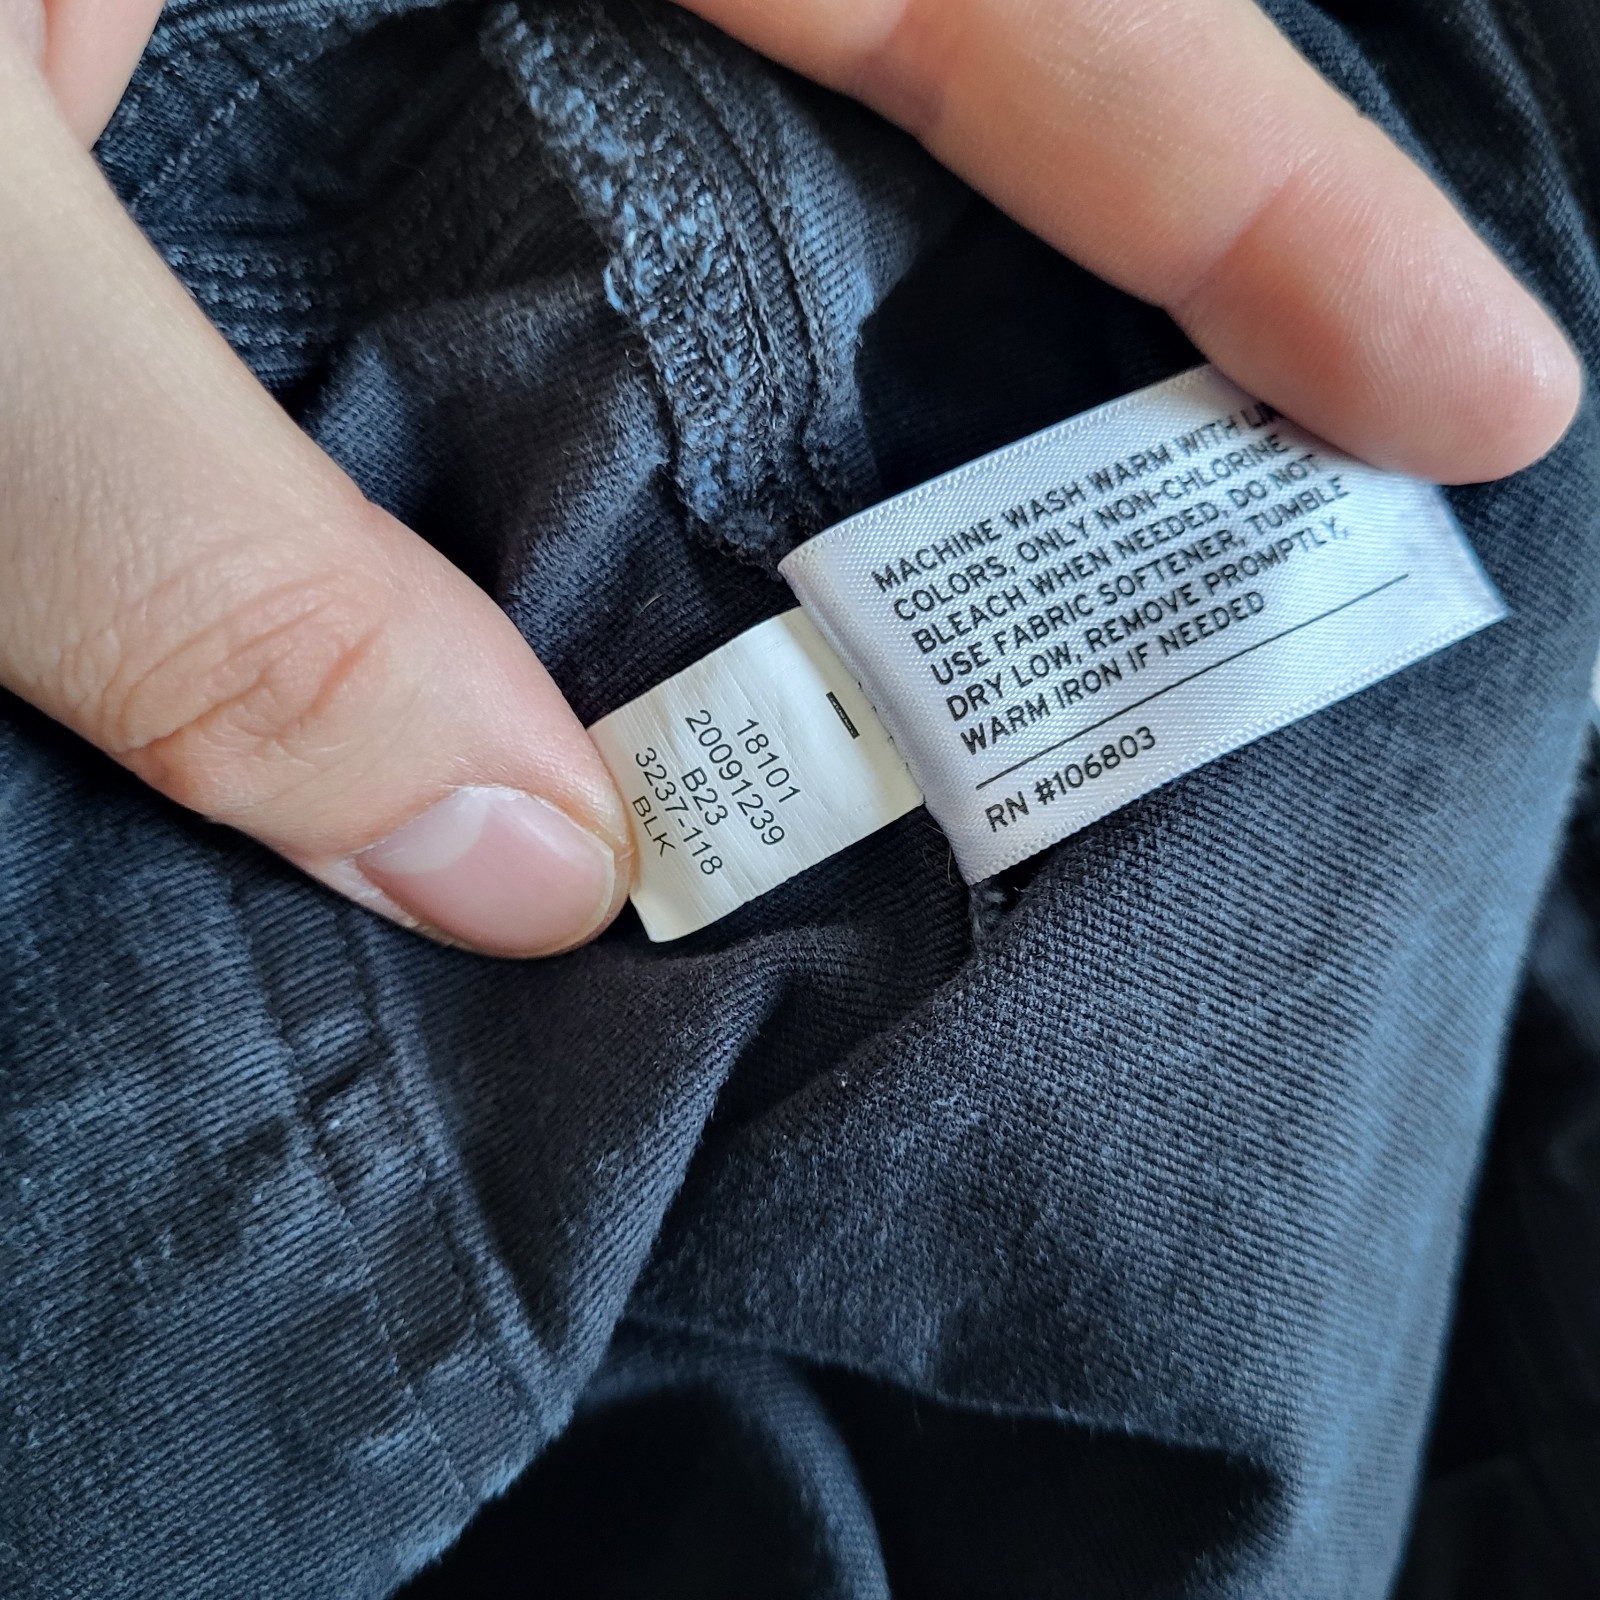 MACHINE WASH WARM WITH
COLORS, ONLY NON-CHLORINE
BLEACH WHEN NEEDED, DO NOT
USE FABRIC SOFTENER, TUMBLE
DRY LOW, REMOVE PROMPTLY,
WARM IRON IF NEEDED
RN #106803
18101
20091239
B23
3237-118
BLK